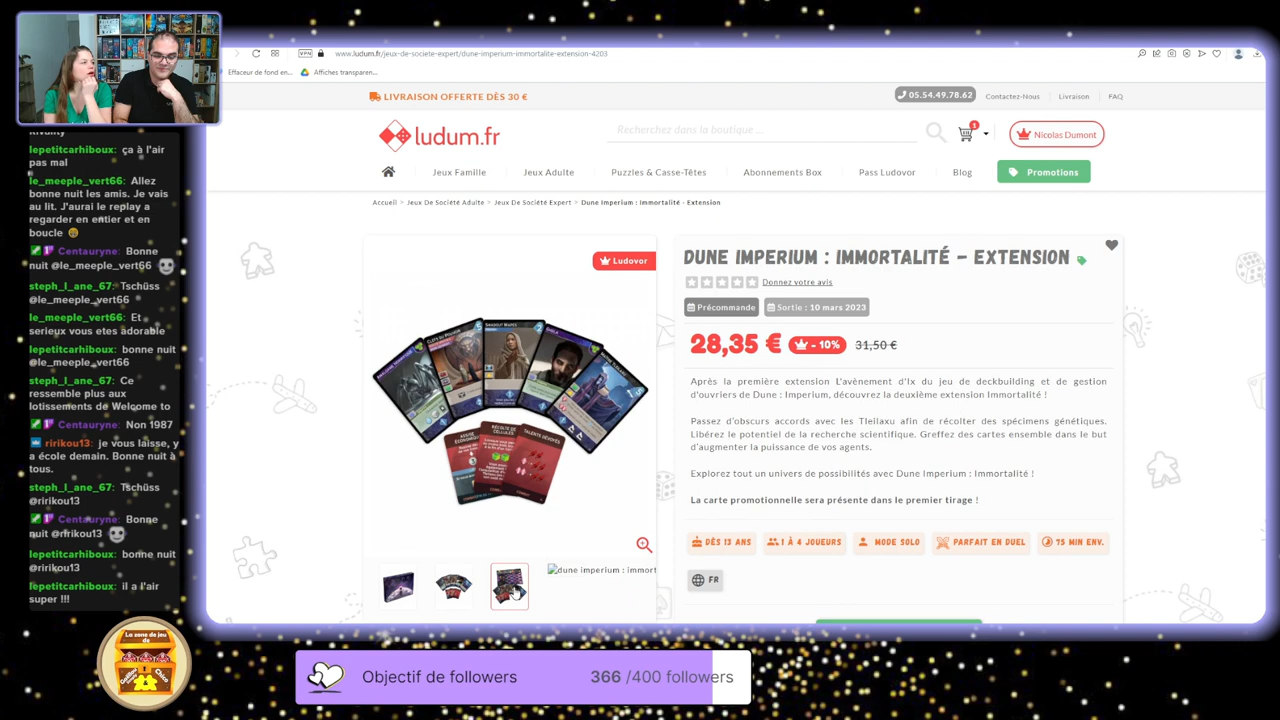 www.ludum.fr/jeux-de-societe-expert/dune-imperium-immortalite-extension-4203
VPN
Effaceur de fond en...
Affiches transparen...
LIVRAISON OFFERTE DÈS 30 €
05.54.49.78.62
Contactez-Nous
Livraison
FAQ
ludum.fr
Recherchez dans la boutique ...
1
Nicolas Dumont
Jeux Famille
Jeux Adulte
Puzzles & Casse-Têtes
Abonnements Box
Pass Ludovor
Blog
Promotions
Accueil > Jeux De Société Adulte > Jeux De Société Expert > Dune Imperium : Immortalité - Extension
Ludovor
DUNE IMPERIUM : IMMORTALITÉ - EXTENSION
Donnez votre avis
Précommande
Sortie : 10 mars 2023
28,35 €
- 10%
31,50 €
Après la première extension L'avènement d'Ix du jeu de deckbuilding et de gestion
d'ouvriers de Dune : Imperium, découvrez la deuxième extension Immortalité !
Passez d'obscurs accords avec les Tleilaxu afin de récolter des spécimens génétiques.
Libérez le potentiel de la recherche scientifique. Greffez des cartes ensemble dans le but
d'augmenter la puissance de vos agents.
Explorez tout un univers de possibilités avec Dune Imperium : Immortalité !
La carte promotionnelle sera présente dans le premier tirage !
DÈS 13 ANS
1 À 4 JOUEURS
MODE SOLO
PARFAIT EN DUEL
75 MIN ENV.
FR
dune imperium : immort
Rivality
lepetitcarhiboux: ça à l'air
pas mal
le_meeple_vert66: Allez
bonne nuit les amis. Je vais
miam. J'aurai le replay a
regarder en entier et en
boucle
Centauryne: Bonne
nuit @le_meeple_vert66
steph_l_ane_67: Tschüss
@le_meeple_vert66
le_meeple_vert66: Et
serieux vous etes adorable
lepetitcarhiboux: bonne nuit
@le_meeple_vert66
steph_l_ane_67: Ce
ressemble plus aux
lotissements de Welcome to
Centauryne: Non 1987
ririkou13: je vous laisse, y
a école demain. Bonne nuit à
tous.
steph_l_ane_67: Tschüss
@ririkou13
Centauryne: Bonne
nuit @ririkou13
lepetitcarhiboux: bonne nuit
@ririkou13
lepetitcarhiboux: il a l'air
super !!!
La zone de jeu
de
Chico
Objectif de followers
366 /400 followers